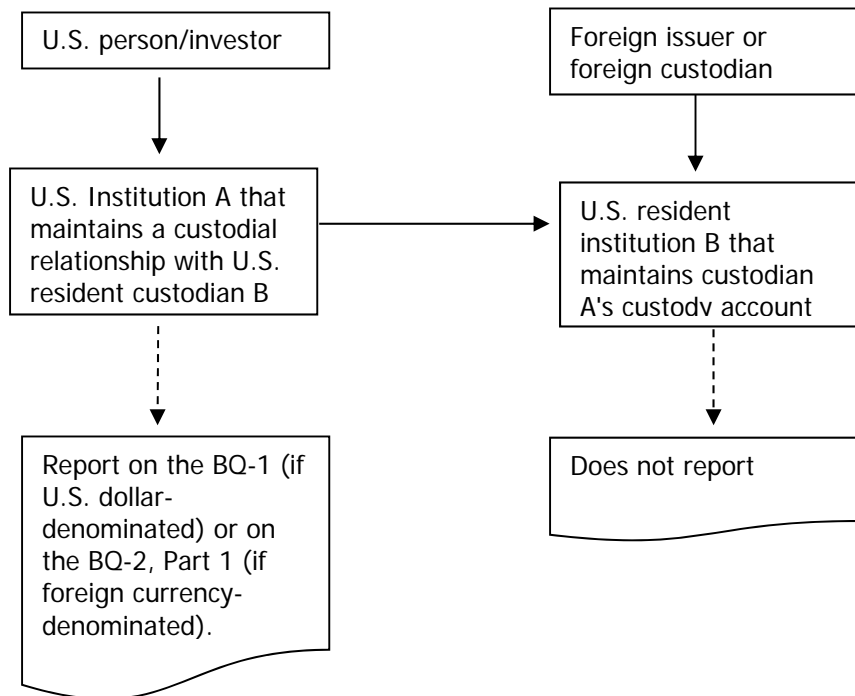 U.S. person/investor
Foreign issuer or
foreign custodian
U.S. Institution A that
maintains a custodial
relationship with U.S.
resident custodian B
U.S. resident
institution B that
maintains custodian
A's custody account
Report on the BQ-1 (if
U.S. dollar-
denominated) or on
the BQ-2, Part 1 (if
foreign currency-
denominated).
Does not report